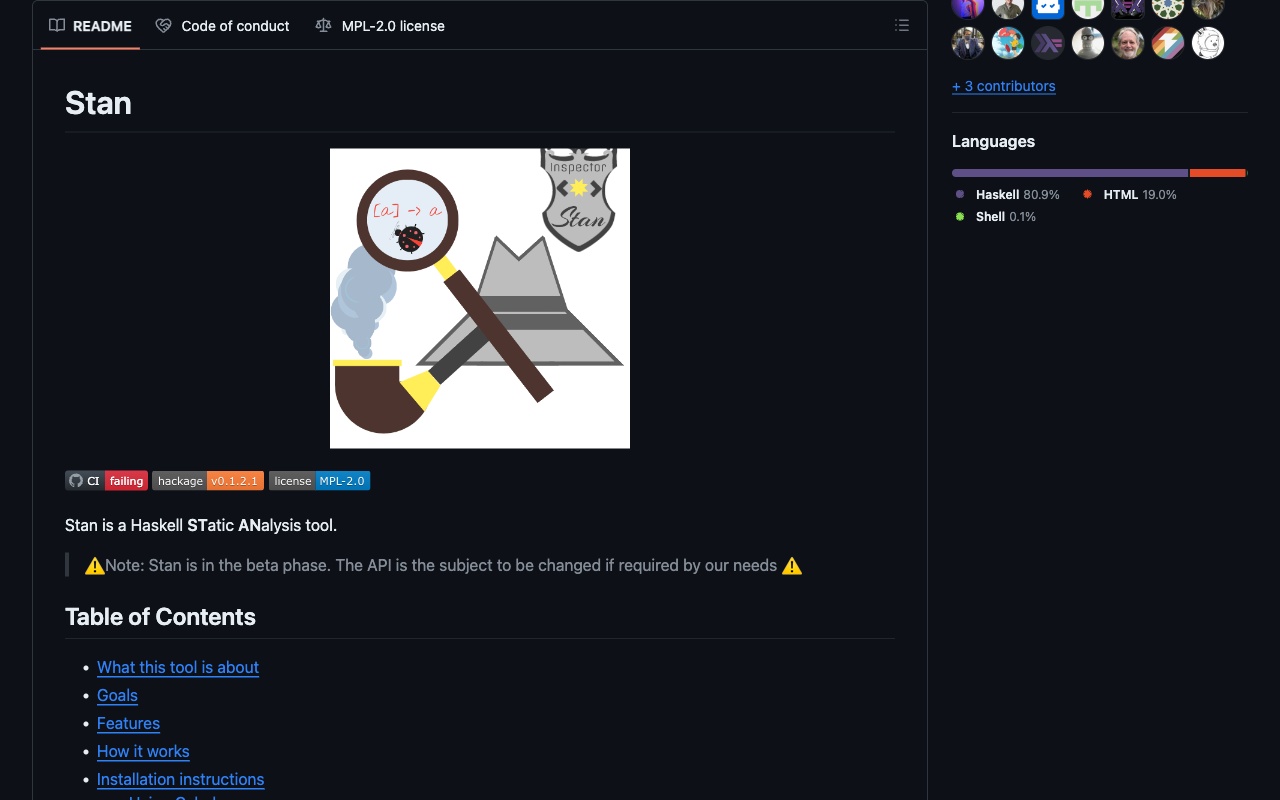 README
Code of conduct
MPL-2.0 license
+ 3 contributors
Stan
Languages
Haskell 80.9%
HTML 19.0%
Shell 0.1%
Inspector
Stan
[a] -> a
CI failing
hackage v0.1.2.1
license MPL-2.0
Stan is a Haskell STatic ANalysis tool.
⚠️Note: Stan is in the beta phase. The API is the subject to be changed if required by our needs ⚠️
Table of Contents
• What this tool is about
• Goals
• Features
• How it works
• Installation instructions